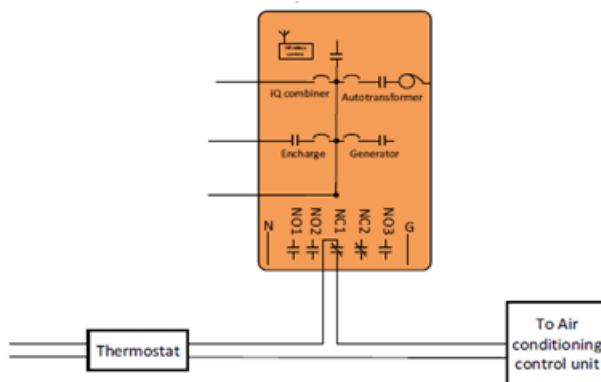 iQ combiner
Autotransformer
Encharge
Generator
N
NO1
NO2
NC1
NC2
NO3
G
Thermostat
To Air
conditioning
control unit